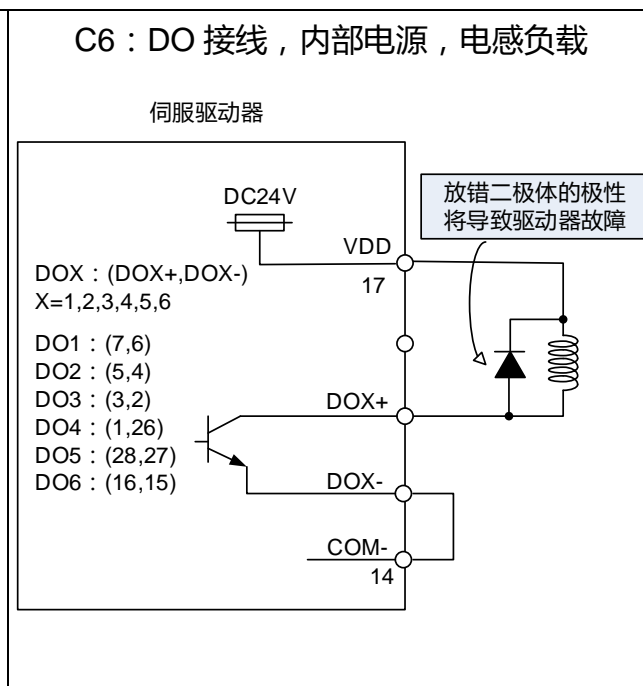 C6：DO 接线，内部电源，电感负载
伺服驱动器
DC24V
放错二极体的极性
将导致驱动器故障
VDD
17
DOX：(DOX+,DOX-)
X=1,2,3,4,5,6
DO1：(7,6)
DO2：(5,4)
DO3：(3,2)
DO4：(1,26)
DO5：(28,27)
DO6：(16,15)
DOX+
DOX-
COM-
14